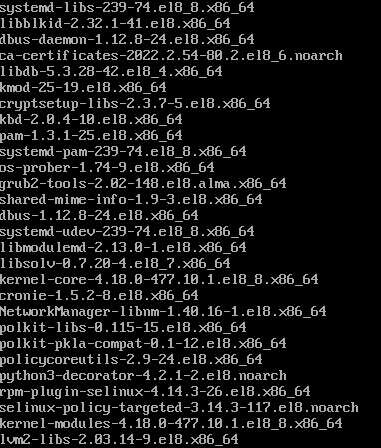 systemd-libs-239-74.el8_8.x86_64
libblkid-2.32.1-41.el8.x86_64
dbus-daemon-1.12.8-24.el8.x86_64
ca-certificates-2022.2.54-80.2.el8_6.noarch
libdb-5.3.28-42.el8_4.x86_64
kmod-25-19.el8.x86_64
cryptsetup-libs-2.3.7-5.el8.x86_64
kbd-2.0.4-10.el8.x86_64
pam-1.3.1-25.el8.x86_64
systemd-pam-239-74.el8_8.x86_64
os-prober-1.74-9.el8.x86_64
grub2-tools-2.02-148.el8.alma.x86_64
shared-mime-info-1.9-3.el8.x86_64
dbus-1.12.8-24.el8.x86_64
systemd-udev-239-74.el8_8.x86_64
libmodulemd-2.13.0-1.el8.x86_64
libsolv-0.7.20-4.el8_7.x86_64
kernel-core-4.18.0-477.10.1.el8_8.x86_64
cronie-1.5.2-8.el8.x86_64
NetworkManager-libnm-1.40.16-1.el8.x86_64
polkit-libs-0.115-15.el8.x86_64
polkit-pkla-compat-0.1-12.el8.x86_64
policycoreutils-2.9-24.el8.x86_64
python3-decorator-4.2.1-2.el8.noarch
rpm-plugin-selinux-4.14.3-26.el8.x86_64
selinux-policy-targeted-3.14.3-117.el8.noarch
kernel-modules-4.18.0-477.10.1.el8_8.x86_64
lvm2-libs-2.03.14-9.el8.x86_64